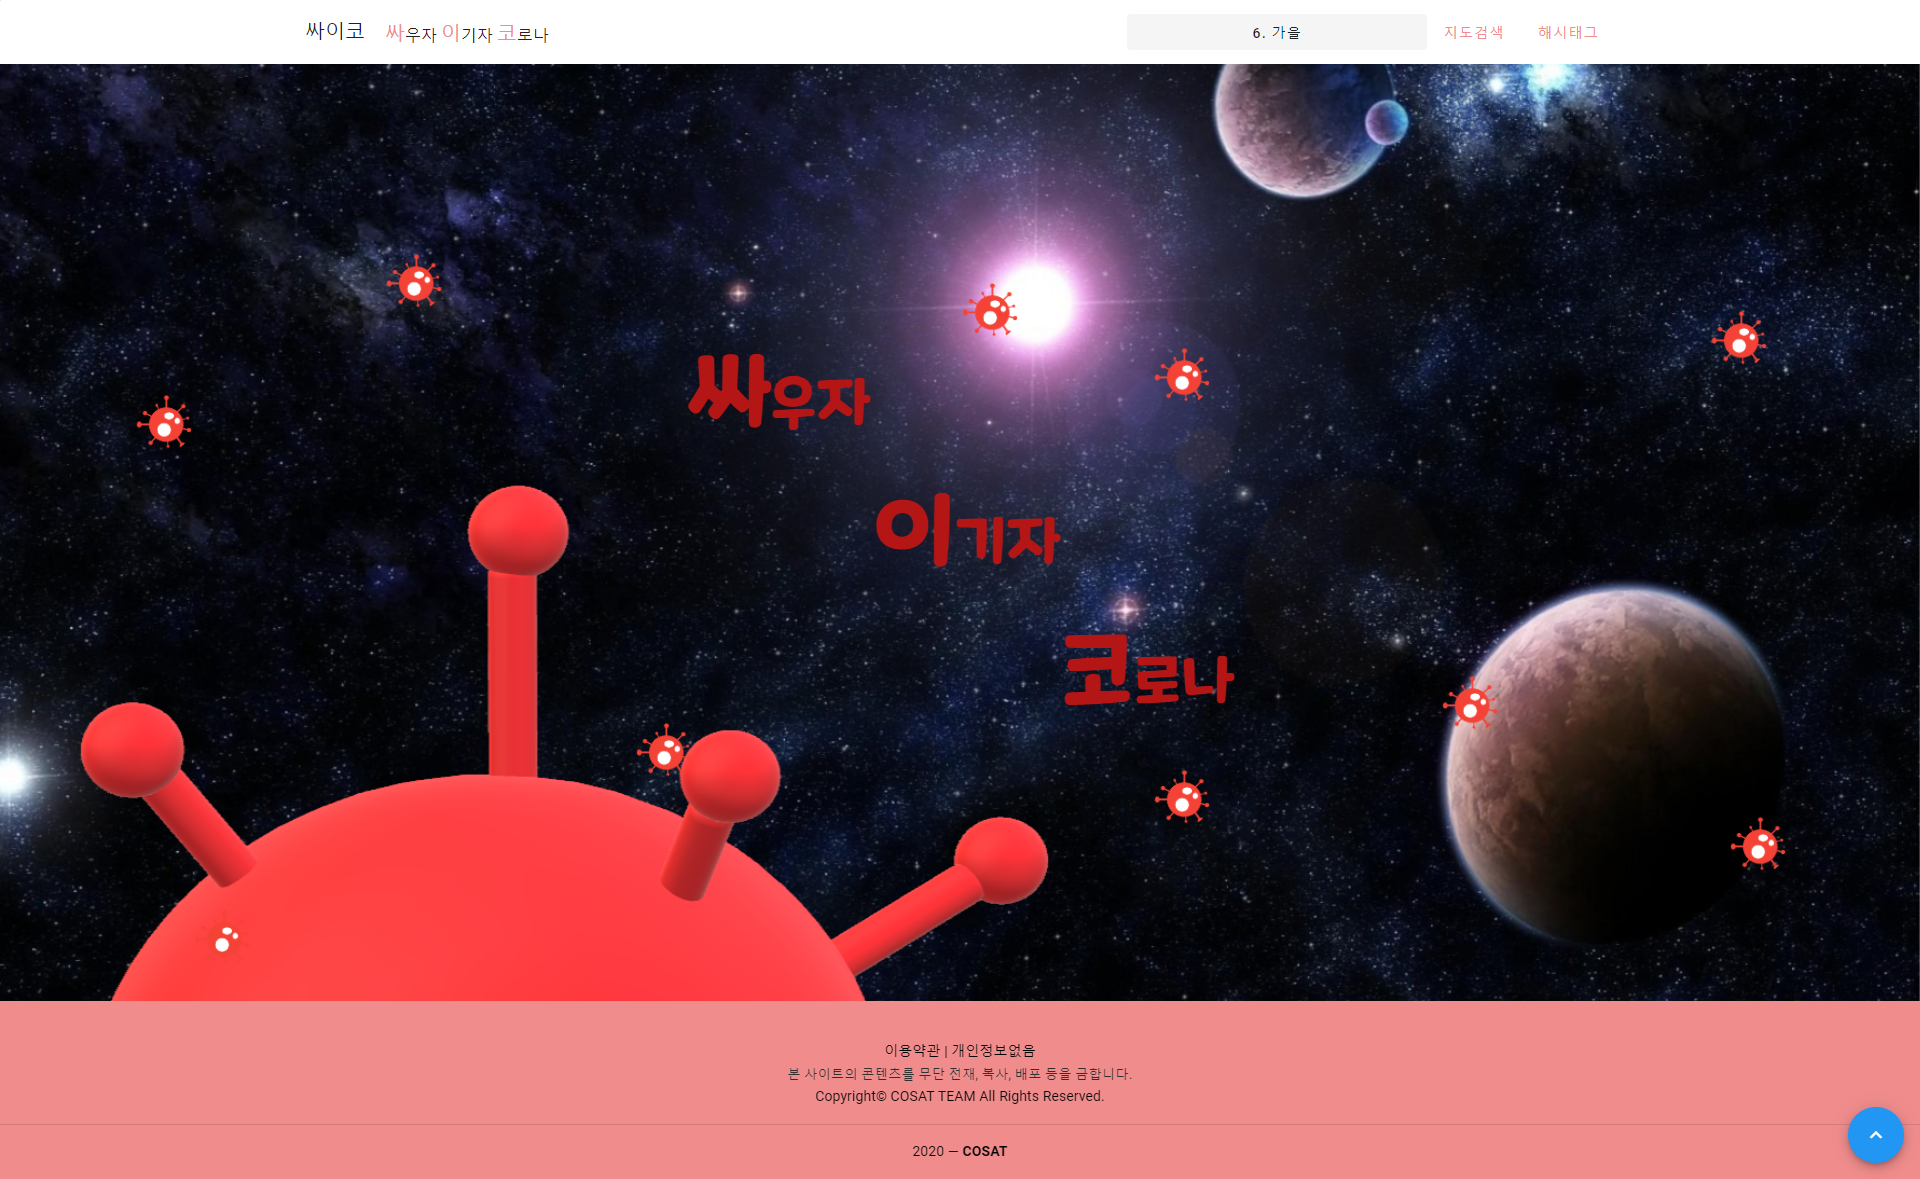 싸이코 싸우자 이기자 코로나 6. 가을 지도검색 해시태그
싸우자
이기자
코로나
이용약관 | 개인정보없음
본 사이트의 콘텐츠를 무단 전재, 복사, 배포 등을 금합니다.
Copyright© COSAT TEAM All Rights Reserved.
2020 — COSAT